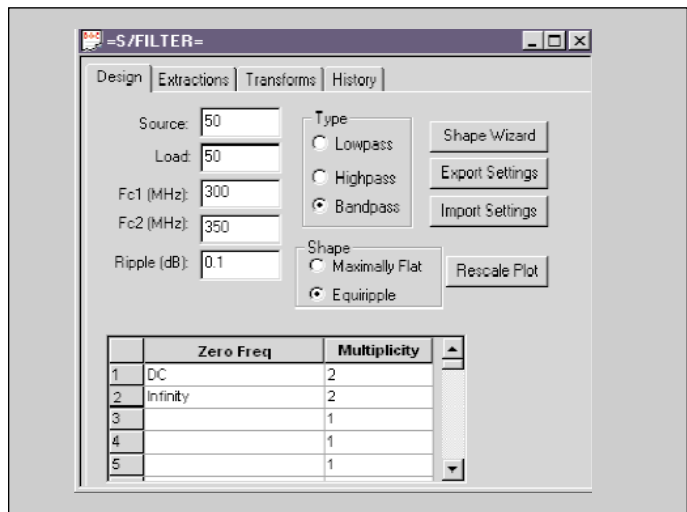 =S/FILTER=
Design Extractions Transforms History
Source: 50
Load: 50
Fc1 (MHz): 300
Fc2 (MHz): 350
Ripple (dB): 0.1
Type
Lowpass
Highpass
Bandpass
Shape
Maximally Flat
Equiripple
Shape Wizard
Export Settings
Import Settings
Rescale Plot
Zero Freq Multiplicity
1 DC 2
2 Infinity 2
3 1
4 1
5 1